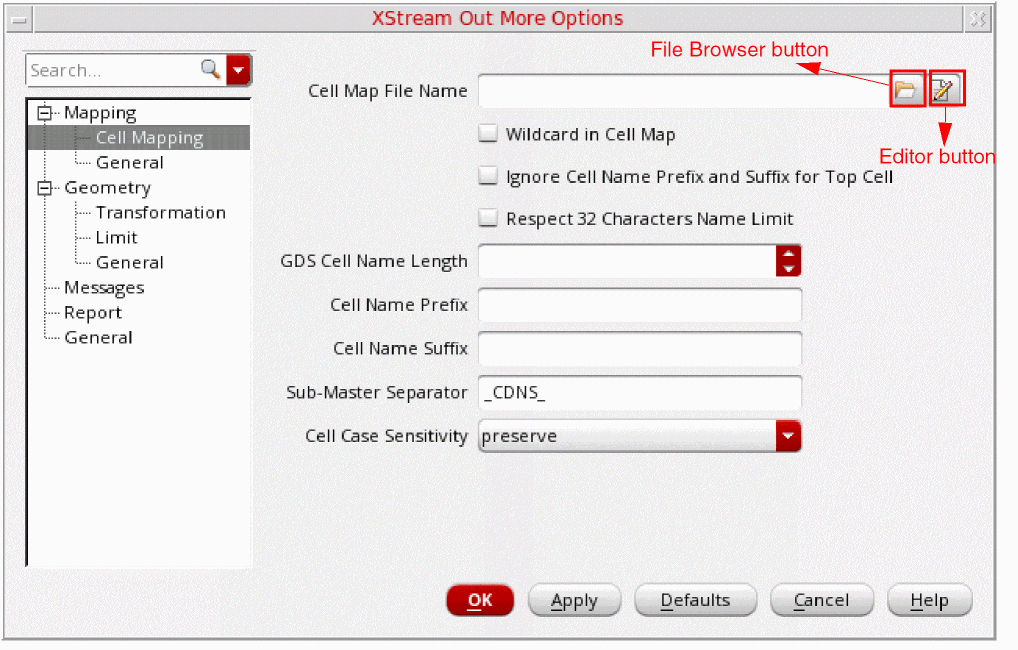 XStream Out More Options
File Browser button
Search...
Cell Map File Name
Editor button
Mapping
Cell Mapping
General
Geometry
Transformation
Limit
General
Messages
Report
General
Wildcard in Cell Map
Ignore Cell Name Prefix and Suffix for Top Cell
Respect 32 Characters Name Limit
GDS Cell Name Length
Cell Name Prefix
Cell Name Suffix
Sub-Master Separator _CDNS_
Cell Case Sensitivity preserve
OK Apply Defaults Cancel Help